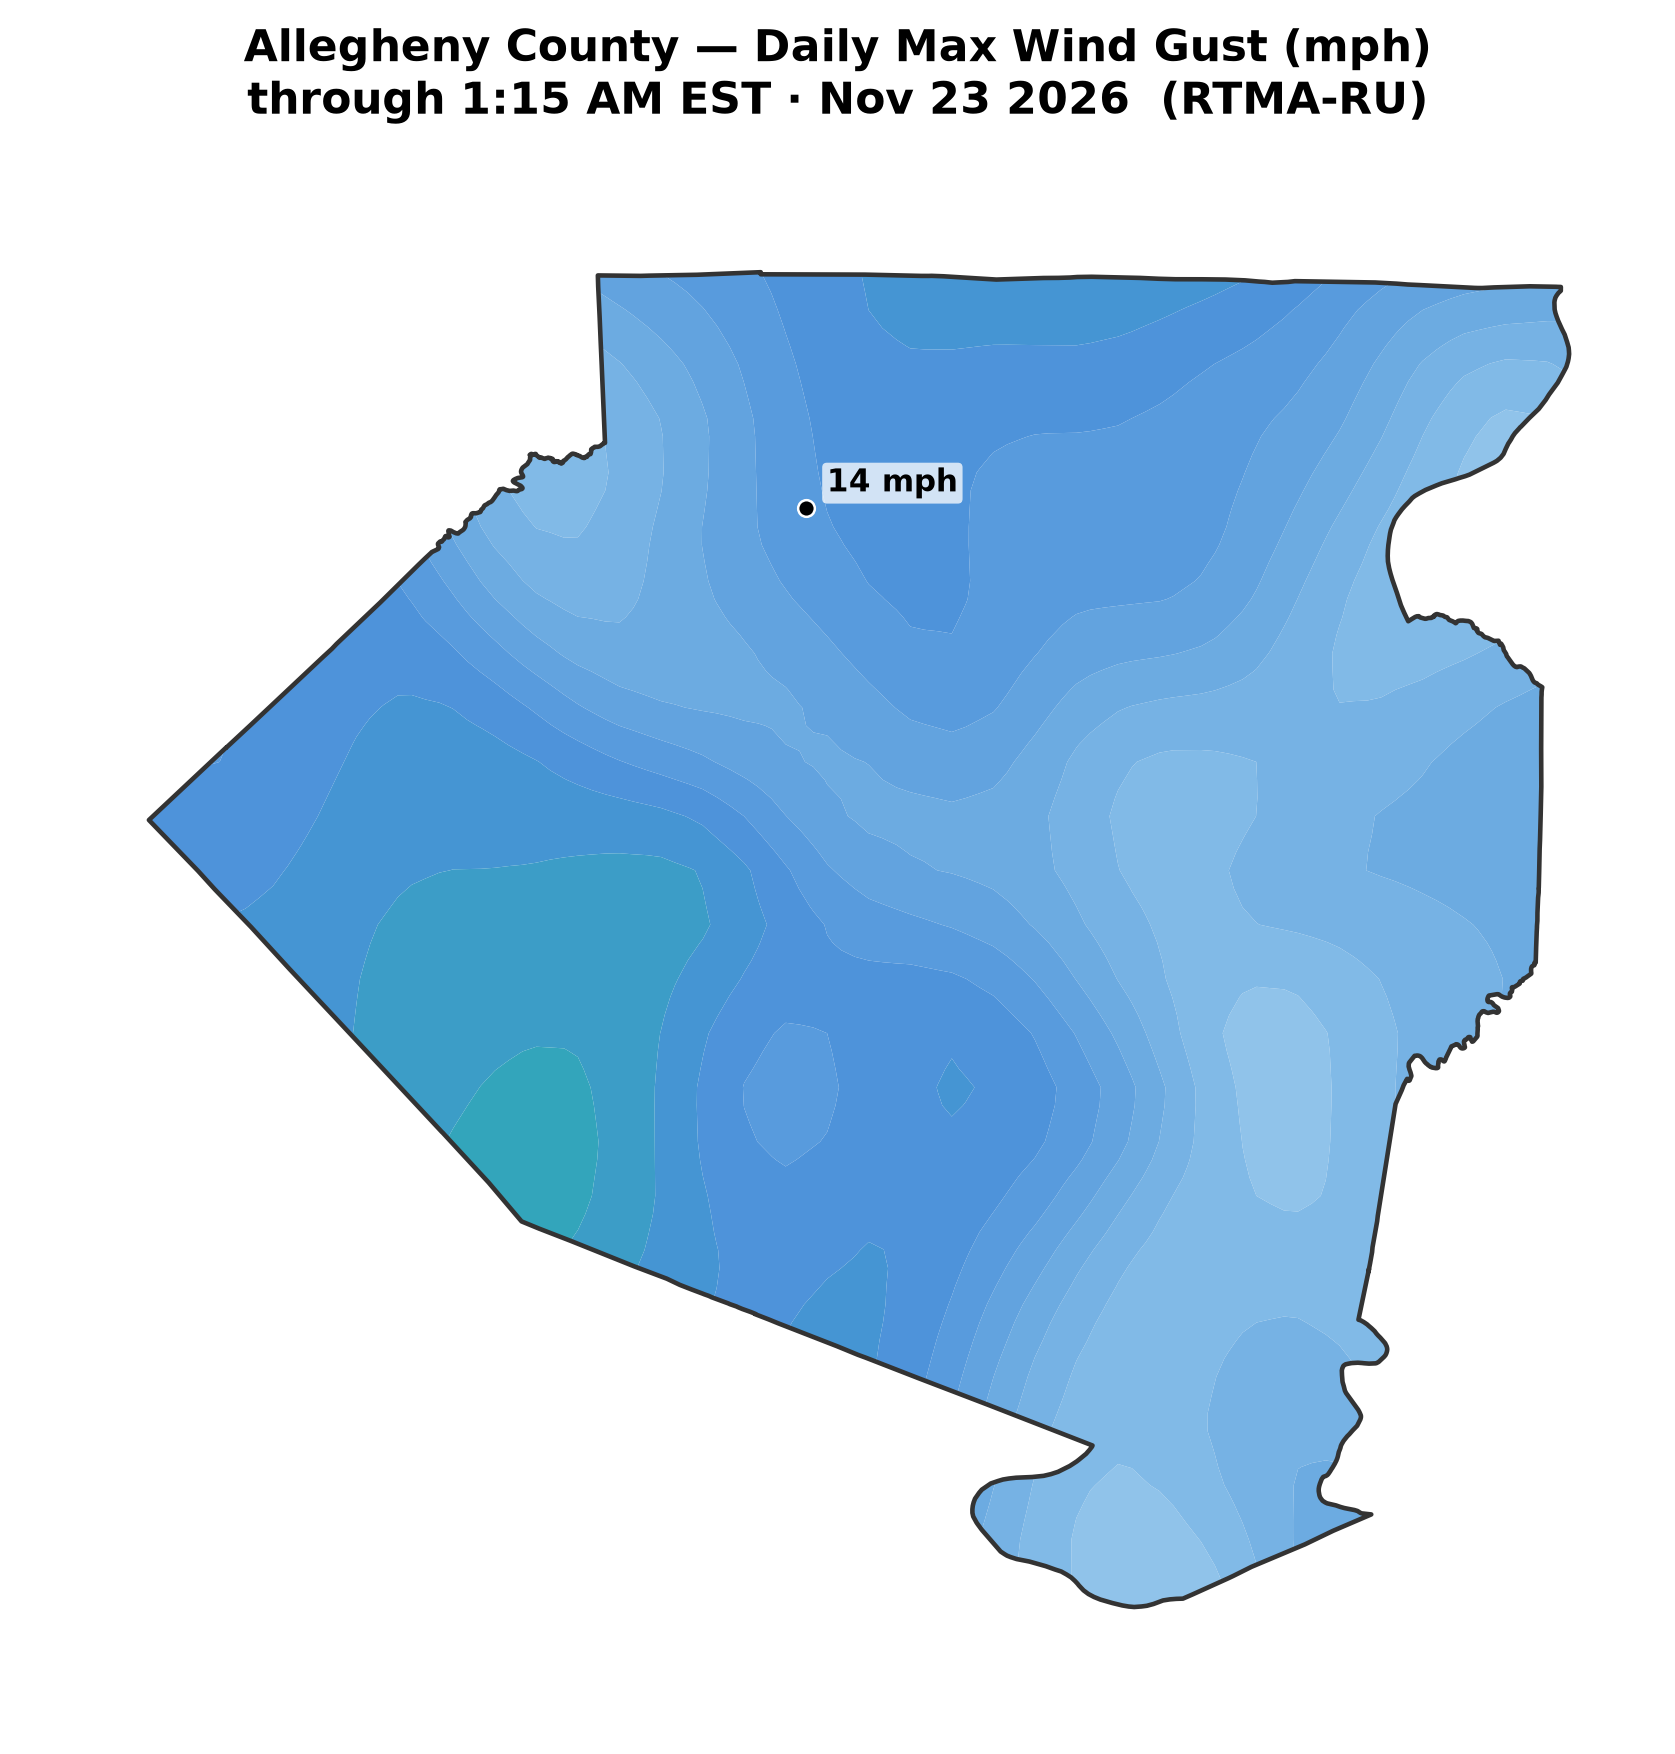 Allegheny County — Daily Max Wind Gust (mph)
through 1:15 AM EST · Nov 23 2026 (RTMA-RU)
14 mph